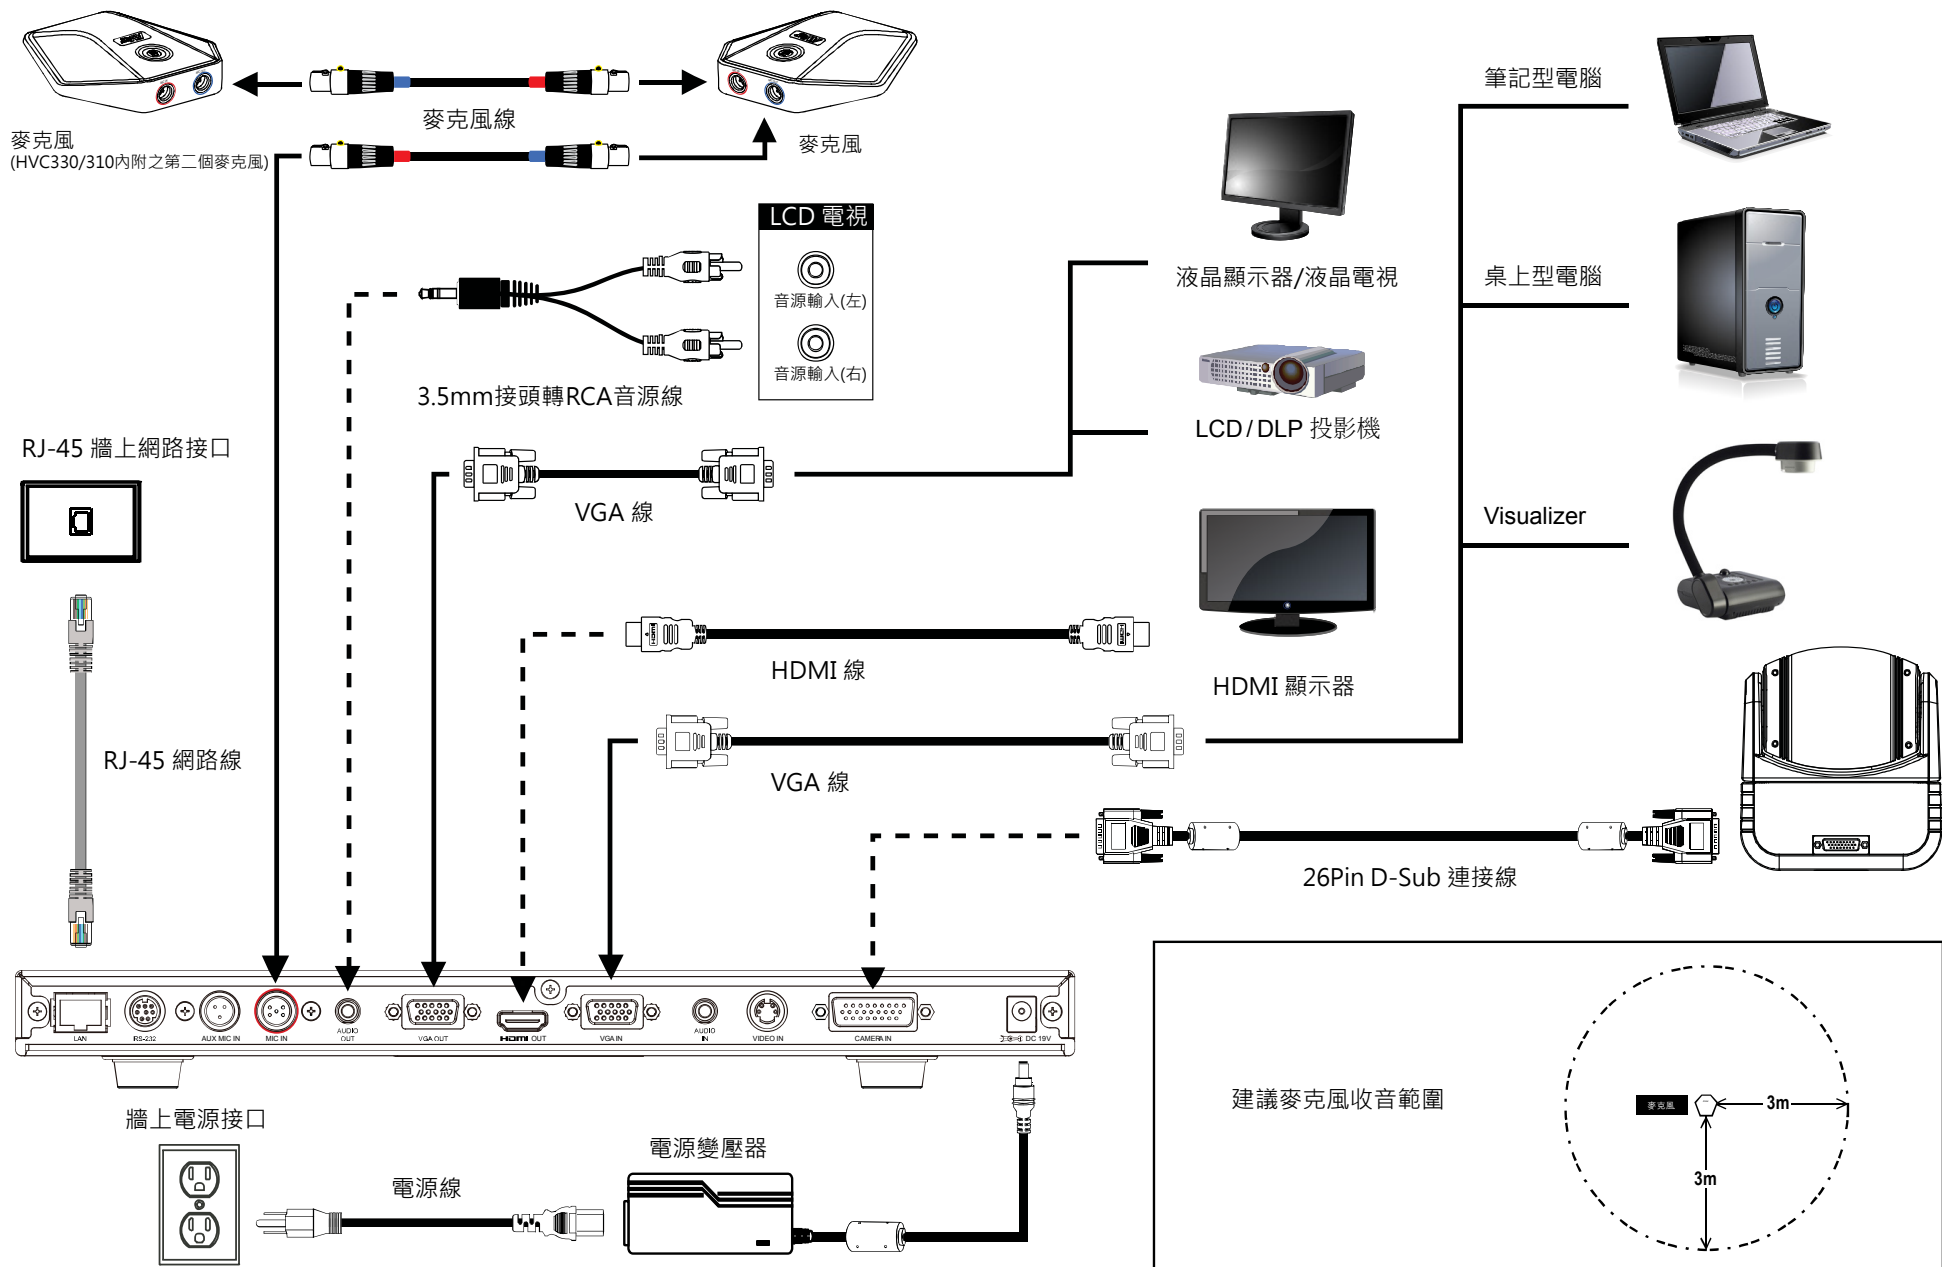 麥克風
(HVC330/310內附之第二個麥克風)
麥克風線
麥克風
筆記型電腦
LCD 電視
音源輸入(左)
音源輸入(右)
液晶顯示器/液晶電視
桌上型電腦
3.5mm接頭轉RCA音源線
LCD/DLP 投影機
RJ-45 牆上網路接口
VGA 線
Visualizer
HDMI
HDMI
HDMI 線
HDMI 顯示器
RJ-45 網路線
VGA 線
26Pin D-Sub 連接線
LAN
RS-232
AUX MIC IN
MIC IN
AUDIO
OUT
VGA OUT
HDMI OUT
VGA IN
AUDIO
IN
VIDEO IN
CAMERA IN
DC 19V
牆上電源接口
電源線
電源變壓器
建議麥克風收音範圍
麥克風
3m
3m